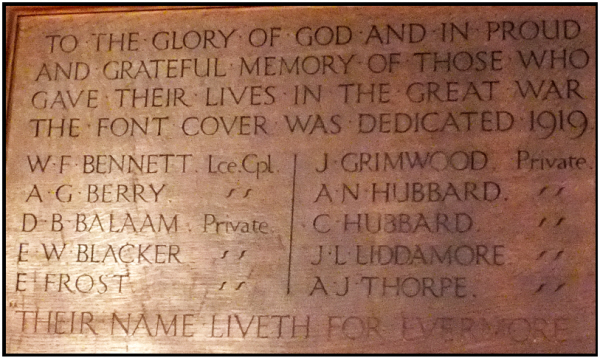 TO·THE·GLORY·OF·GOD·AND·IN·PROUD
AND·GRATEFUL·MEMORY·OF·THOSE·WHO
GAVE·THEIR·LIVES·IN·THE·GREAT·WAR
THE·FONT·COVER·WAS·DEDICATED·1919
W·F·BENNETT. Lce.Cpl.
A·G·BERRY. 〃
D·B·BALAAM. Private.
E·W·BLACKER 〃
E·FROST 〃
J·GRIMWOOD. Private.
A·N·HUBBARD. 〃
C·HUBBARD. 〃
J·L·LIDDAMORE. 〃
A·J·THORPE. 〃
"THEIR·NAME·LIVETH·FOR·EVERMORE